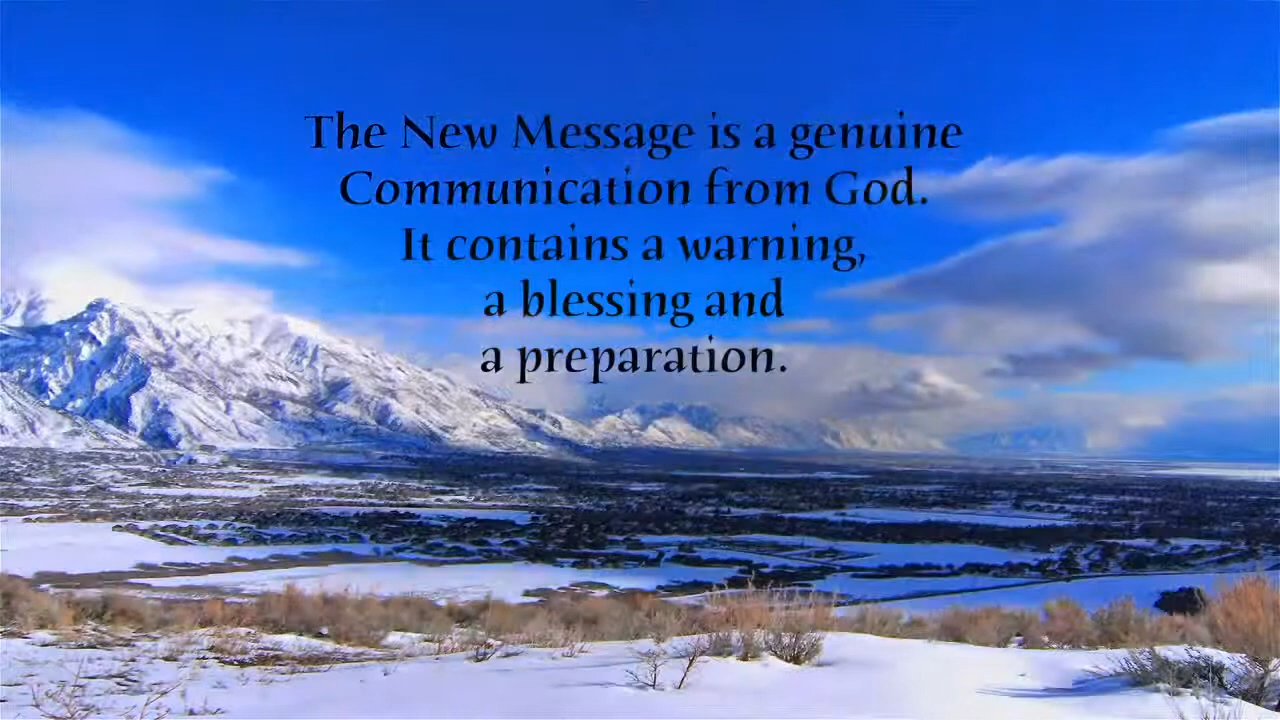 The New Message is a genuine
Communication from God.
It contains a warning,
a blessing and
a preparation.